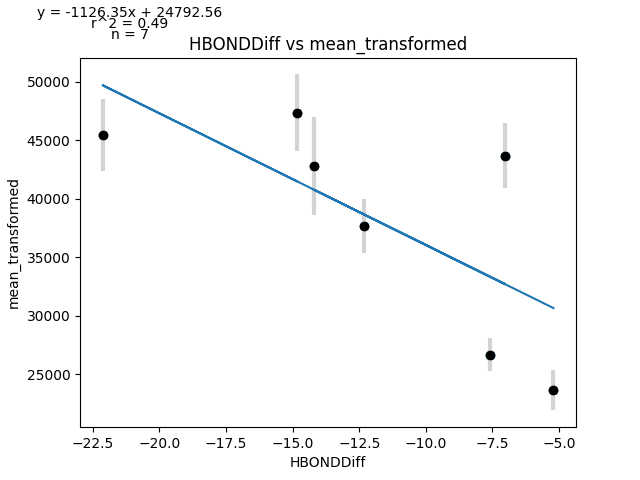 y = -1126.35x + 24792.56
r^2 = 0.49
n = 7
HBONDDiff vs mean_transformed
50000
45000
40000
35000
30000
25000
mean_transformed
−22.5 −20.0 −17.5 −15.0 −12.5 −10.0 −7.5 −5.0
HBONDDiff